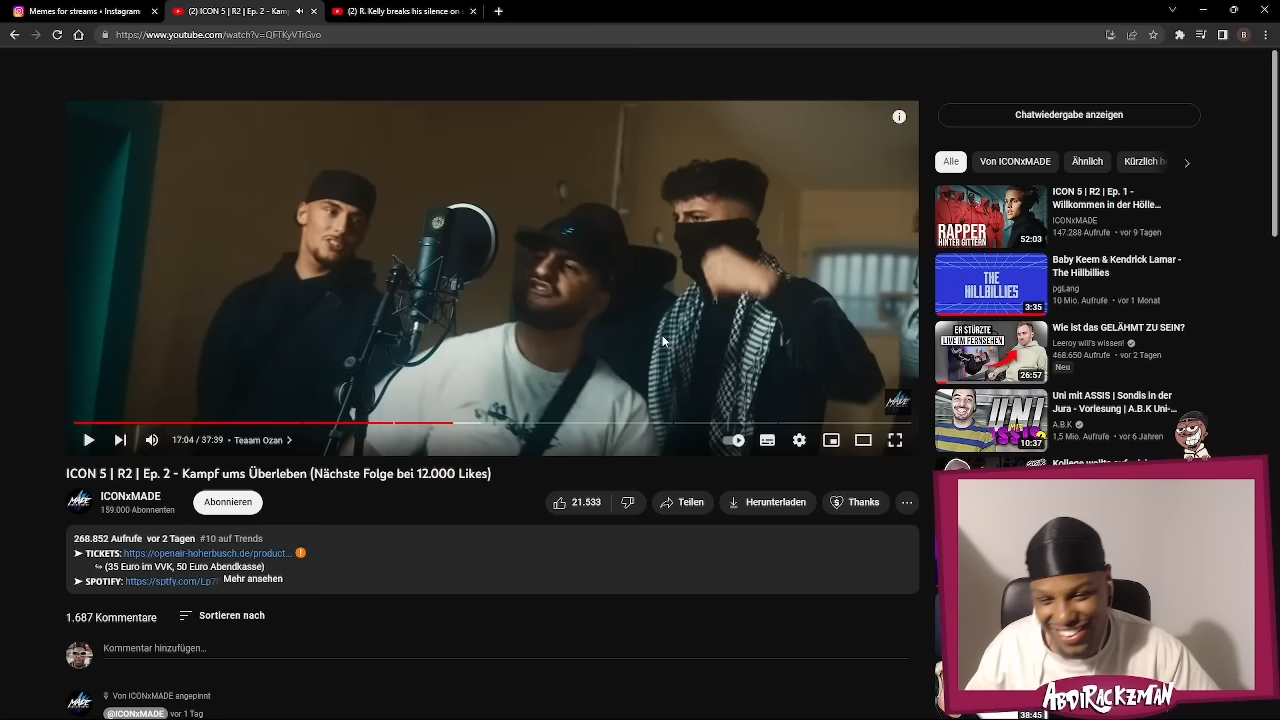 Memes for streams • Instagram
(2) ICON 5 | R2 | Ep. 2 - Kamp
(2) R. Kelly breaks his silence on
https://www.youtube.com/watch?v=QFTKyVTrGvo
B
MADE
17:04 / 37:39 • Teaam Ozan
ICON 5 | R2 | Ep. 2 - Kampf ums Überleben (Nächste Folge bei 12.000 Likes)
ICONxMADE
159.000 Abonnenten
Abonnieren
21.533
Teilen
Herunterladen
Thanks
268.852 Aufrufe vor 2 Tagen #10 auf Trends
➤ TICKETS: https://openair-hoherbusch.de/product...
↪ (35 Euro im VVK, 50 Euro Abendkasse)
➤ SPOTIFY: https://sptfy.com/Lp7F
Mehr ansehen
1.687 Kommentare
Sortieren nach
Kommentar hinzufügen...
Von ICONxMADE angepinnt
@ICONxMADE vor 1 Tag
Chatwiedergabe anzeigen
Alle
Von ICONxMADE
Ähnlich
Kürzlich h
RAPPER
HINTER GITTERN
52:03
ICON 5 | R2 | Ep. 1 -
Willkommen in der Hölle...
ICONxMADE
147.288 Aufrufe • vor 9 Tagen
THE
HILLBILLIES
3:35
Baby Keem & Kendrick Lamar -
The Hillbillies
pgLang
10 Mio. Aufrufe • vor 1 Monat
ER STÜRZTE
LIVE IM FERNSEHEN
26:57
Wie ist das GELÄHMT ZU SEIN?
Leeroy will's wissen!
468.650 Aufrufe • vor 2 Tagen
Neu
UNI
MIT
ASSIS
10:37
Uni mit ASSIS | Sondis in der
Jura - Vorlesung | A.B.K Uni-...
A.B.K
1,5 Mio. Aufrufe • vor 6 Jahren
ABDIRACKZMAN
38:45